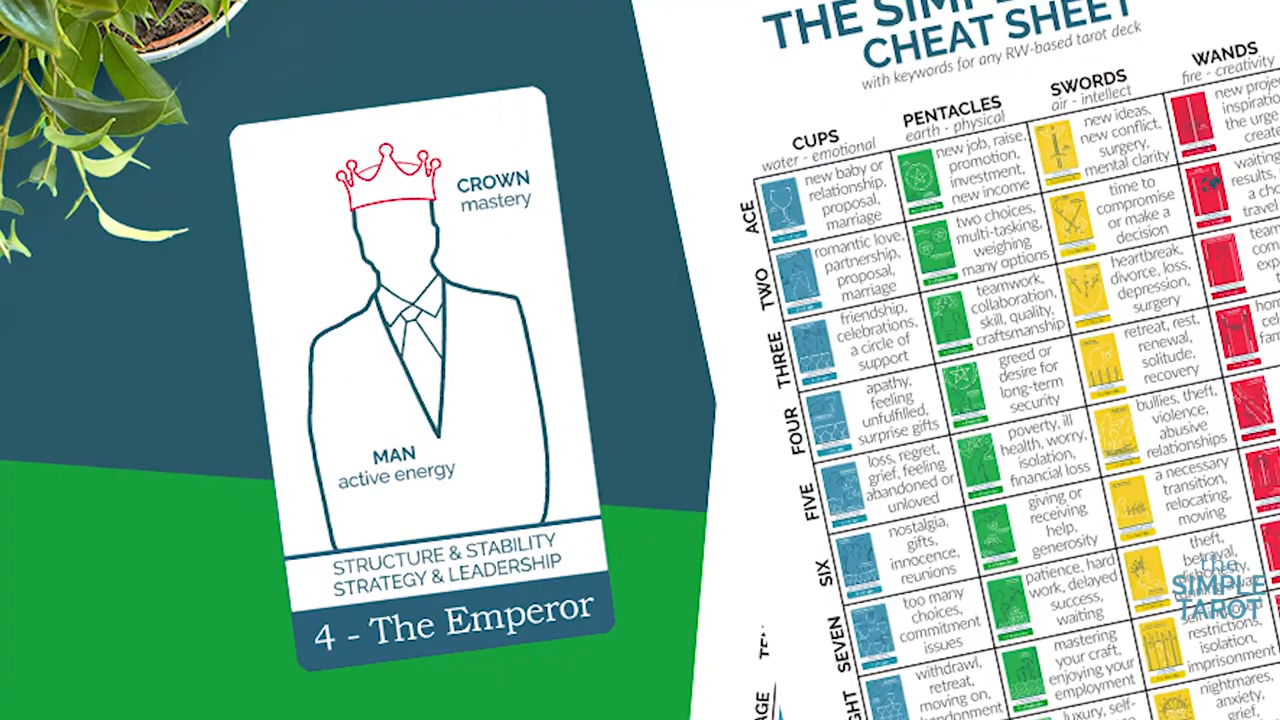 CROWN
mastery
MAN
active energy
STRUCTURE & STABILITY
STRATEGY & LEADERSHIP
4 - The Emperor
THE
CHEAT SHEET
with keywords for any RW-based tarot deck
CUPS
water - emotional
PENTACLES
earth - physical
SWORDS
air - intellect
WANDS
fire - creativity
ACE
new baby or
relationship,
proposal,
marriage
new job, raise,
promotion,
investment,
new income
new ideas,
new conflict,
surgery,
mental clarity
new
the urge
TWO
romantic love,
partnership,
proposal,
marriage
two choices,
multi-tasking,
weighing
many options
time to
compromise
or make a
decision
waiting
results,
THREE
friendship,
celebrations,
a circle of
support
teamwork,
collaboration,
skill, quality,
craftsmanship
heartbreak,
divorce, loss,
depression,
surgery
FOUR
apathy,
feeling
unfulfilled,
surprise gifts
greed or
desire for
long-term
security
retreat, rest,
renewal,
solitude,
recovery
FIVE
loss, regret,
grief, feeling
abandoned or
unloved
poverty, ill
health, worry,
isolation,
financial loss
bullies, theft,
violence,
abusive
relationships
SIX
nostalgia,
gifts,
innocence,
reunions
giving or
receiving
help,
generosity
a necessary
transition,
relocating,
moving
SEVEN
too many
choices,
commitment
issues
patience, hard
work, delayed
success,
waiting
theft,
withdrawl,
retreat,
moving on,
mastering
your craft,
enjoying your
employment
restrictions,
isolation,
imprisonment
nightmares,
anxiety,
grief,
the
SIMPLE
TAROT